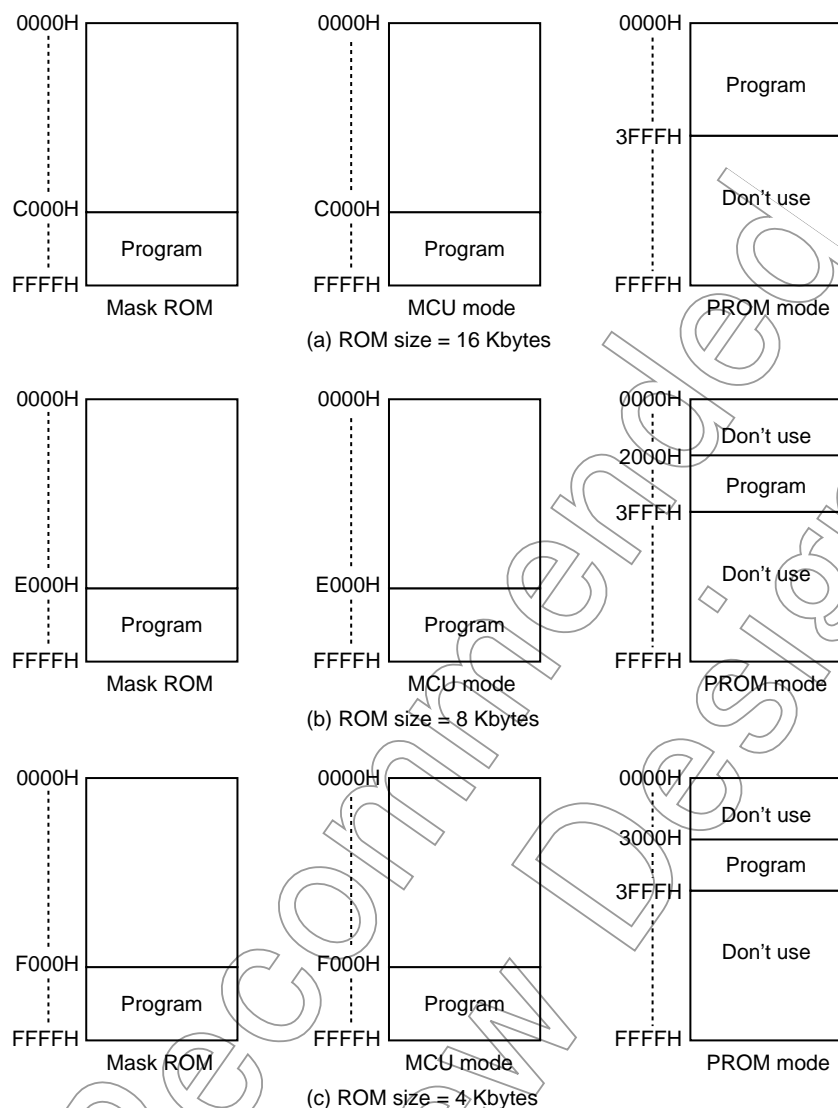 0000H 0000H 0000H
Program
3FFFH
Don't use
C000H C000H
Program Program
FFFFH FFFFH FFFFH
Mask ROM MCU mode PROM mode
(a) ROM size = 16 Kbytes
0000H 0000H 0000H
Don't use
2000H
Program
3FFFH
Don't use
E000H E000H
Program Program
FFFFH FFFFH FFFFH
Mask ROM MCU mode PROM mode
(b) ROM size = 8 Kbytes
0000H 0000H 0000H
Don't use
3000H
Program
3FFFH
Don't use
F000H F000H
Program Program
FFFFH FFFFH FFFFH
Mask ROM MCU mode PROM mode
(c) ROM size = 4 Kbytes
Recommended
Design